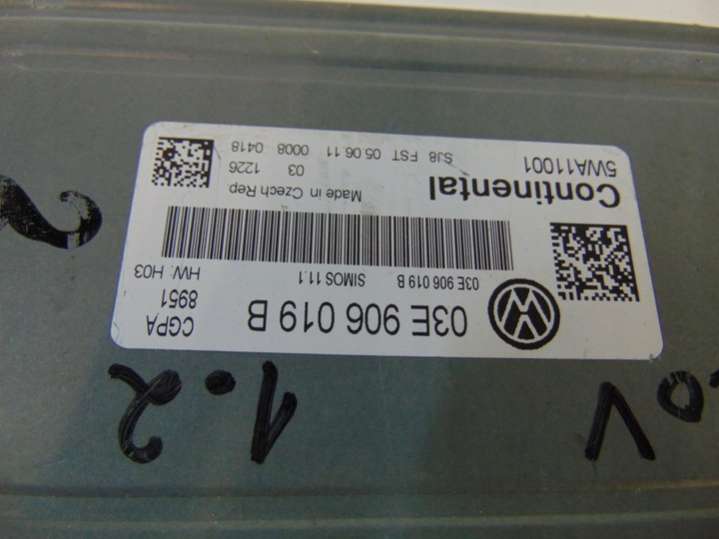 03E 906 019 B
CGPA
8951
03E 906 019 B SIMOS 11.1 HW: H03
Continental
Made in Czech Rep
03 1226
5WA11001
SJ8 FST 05.06.11 0008 0418
1.2